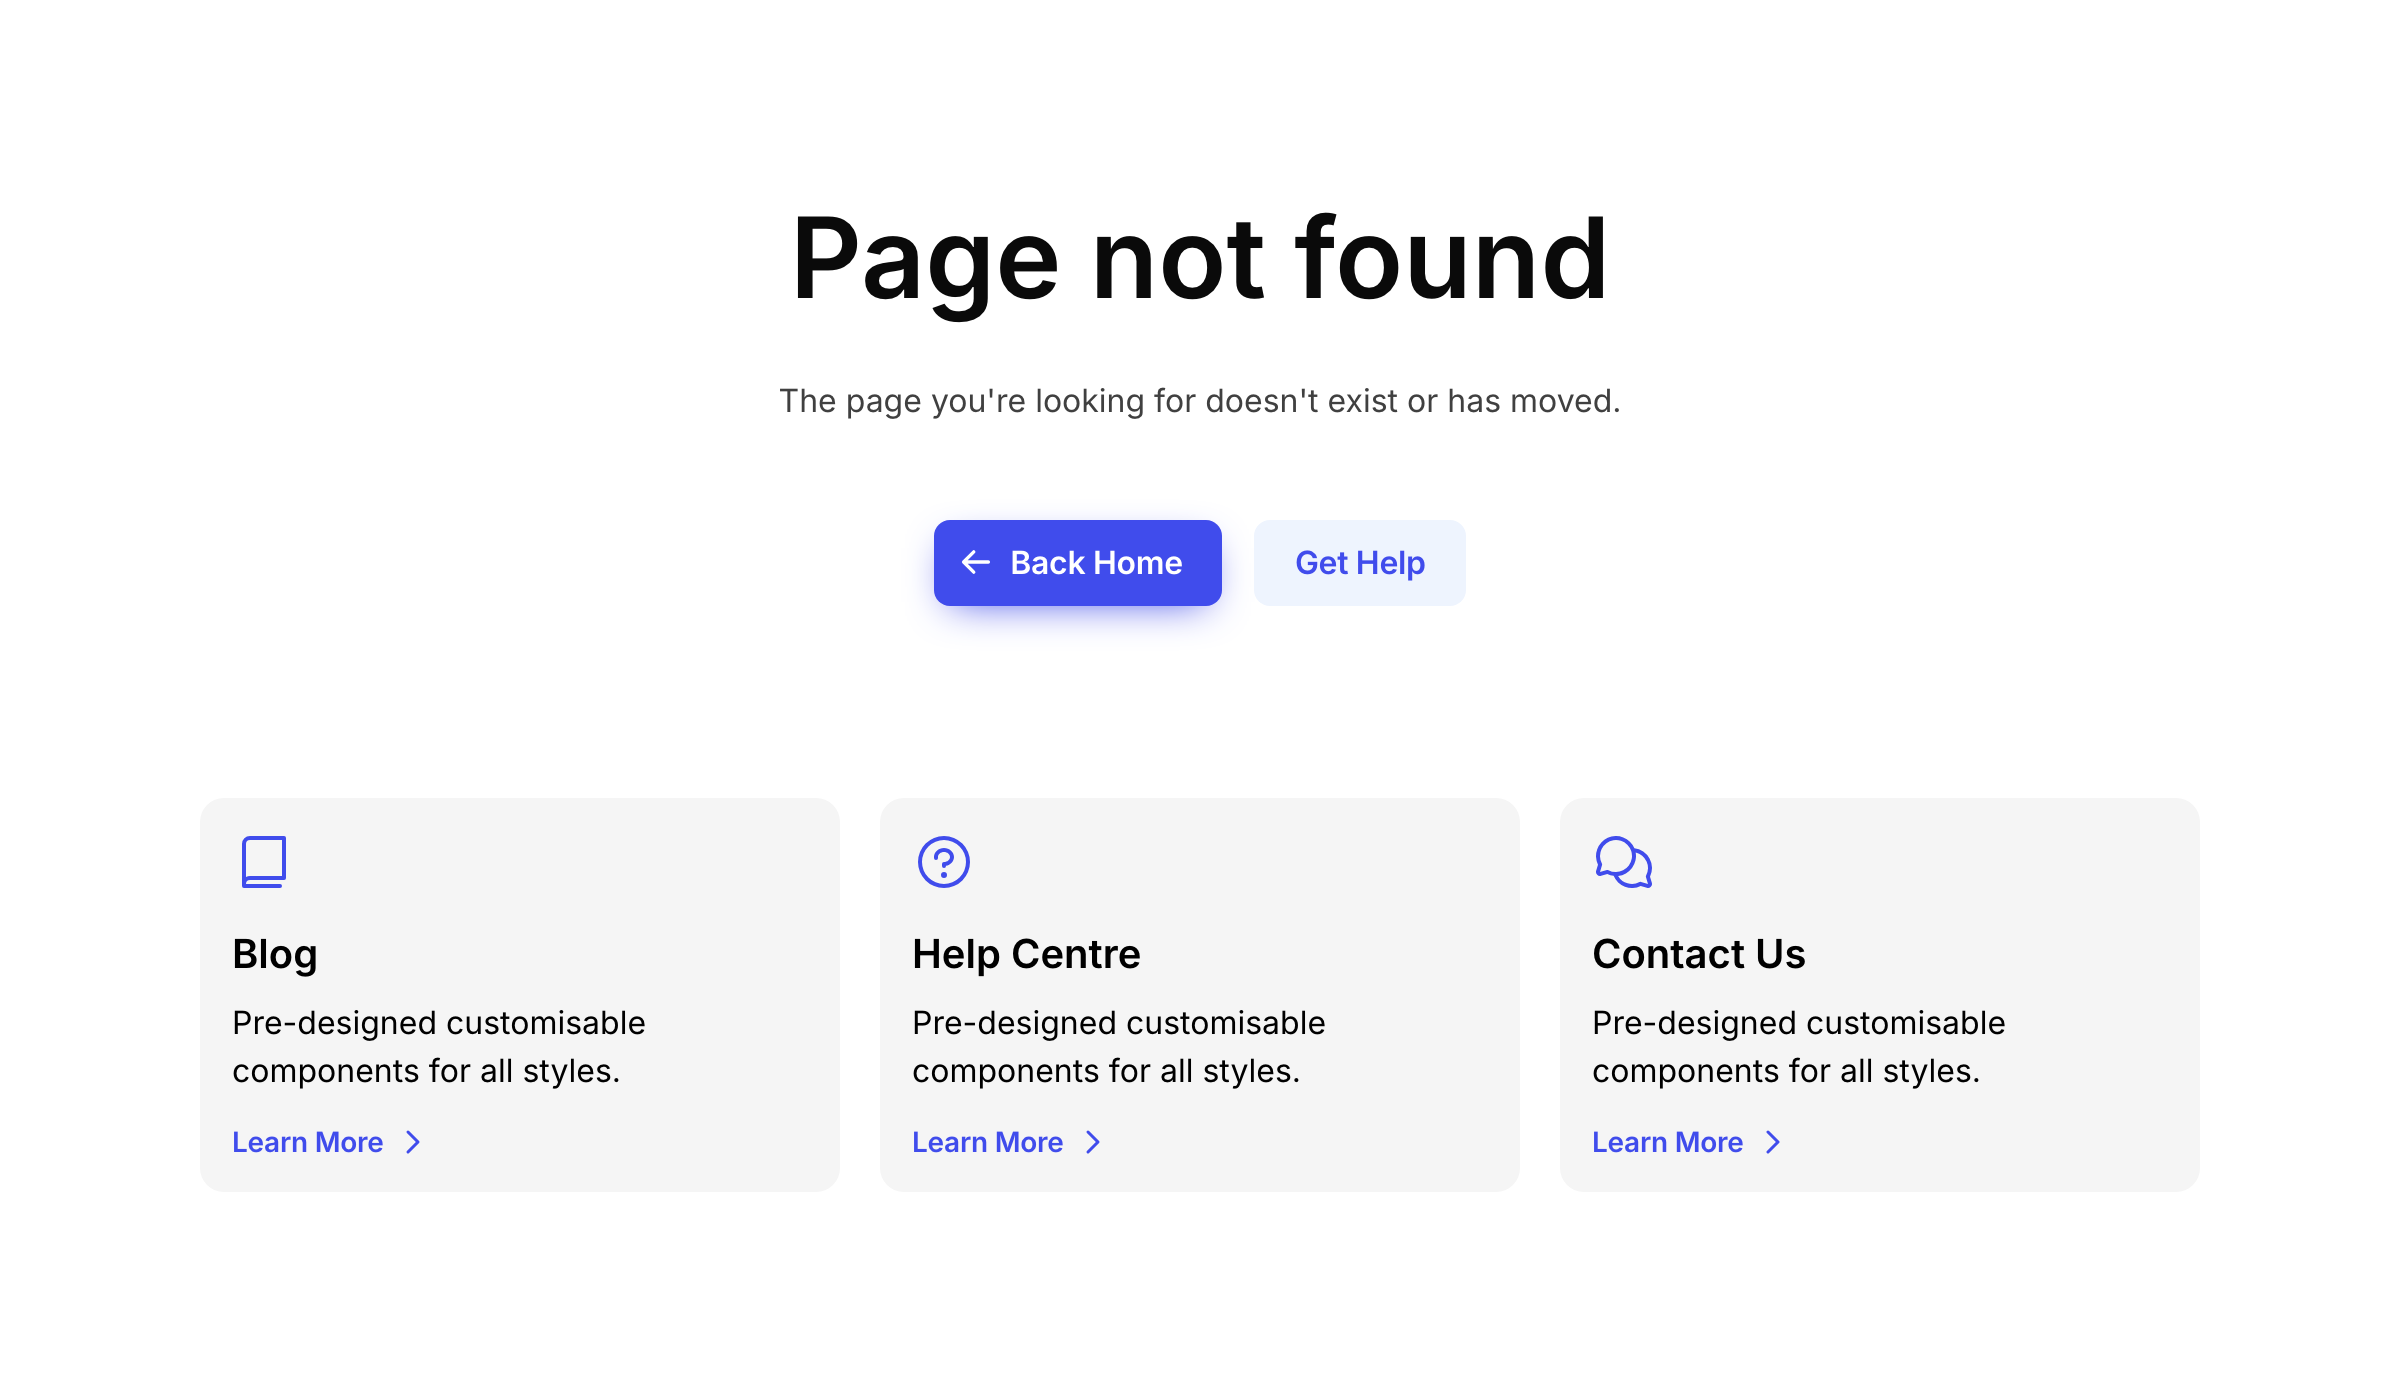 Page not found
The page you're looking for doesn't exist or has moved.
Back Home
Get Help
Blog
Pre-designed customisable
components for all styles.
Learn More
Help Centre
Pre-designed customisable
components for all styles.
Learn More
Contact Us
Pre-designed customisable
components for all styles.
Learn More